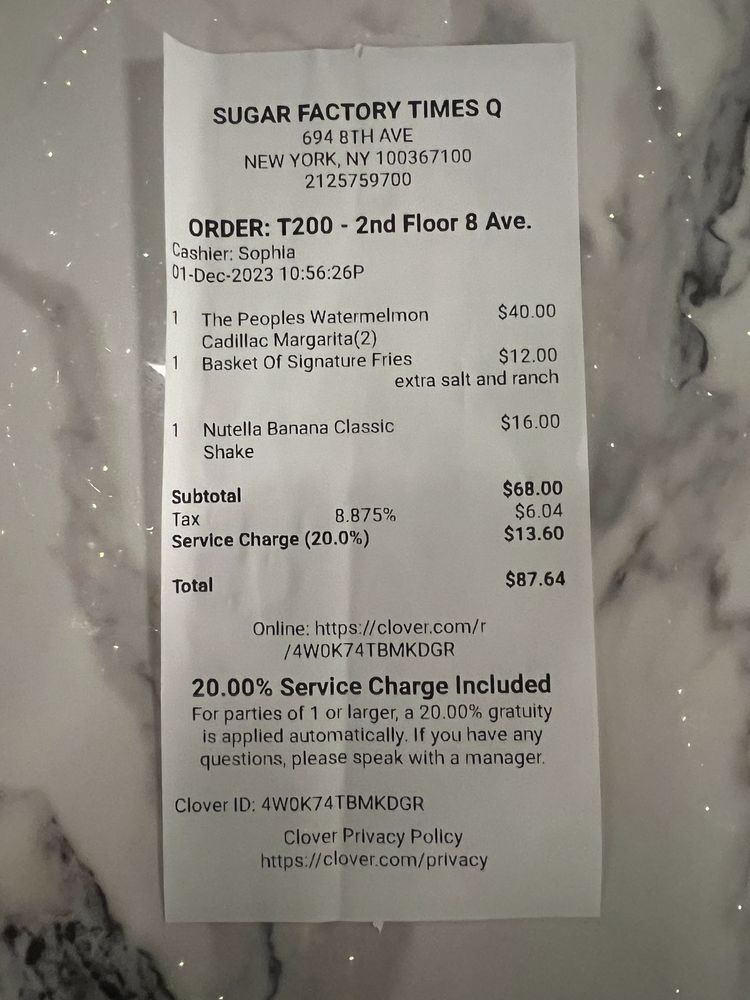 SUGAR FACTORY TIMES Q
694 8TH AVE
NEW YORK, NY 100367100
2125759700
ORDER: T200 - 2nd Floor 8 Ave.
Cashier: Sophia
01-Dec-2023 10:56:26P
1 The Peoples Watermelmon $40.00
Cadillac Margarita(2)
1 Basket Of Signature Fries $12.00
extra salt and ranch
1 Nutella Banana Classic $16.00
Shake
Subtotal $68.00
Tax 8.875% $6.04
Service Charge (20.0%) $13.60
Total $87.64
Online: https://clover.com/r
/4W0K74TBMKDGR
20.00% Service Charge Included
For parties of 1 or larger, a 20.00% gratuity
is applied automatically. If you have any
questions, please speak with a manager.
Clover ID: 4W0K74TBMKDGR
Clover Privacy Policy
https://clover.com/privacy